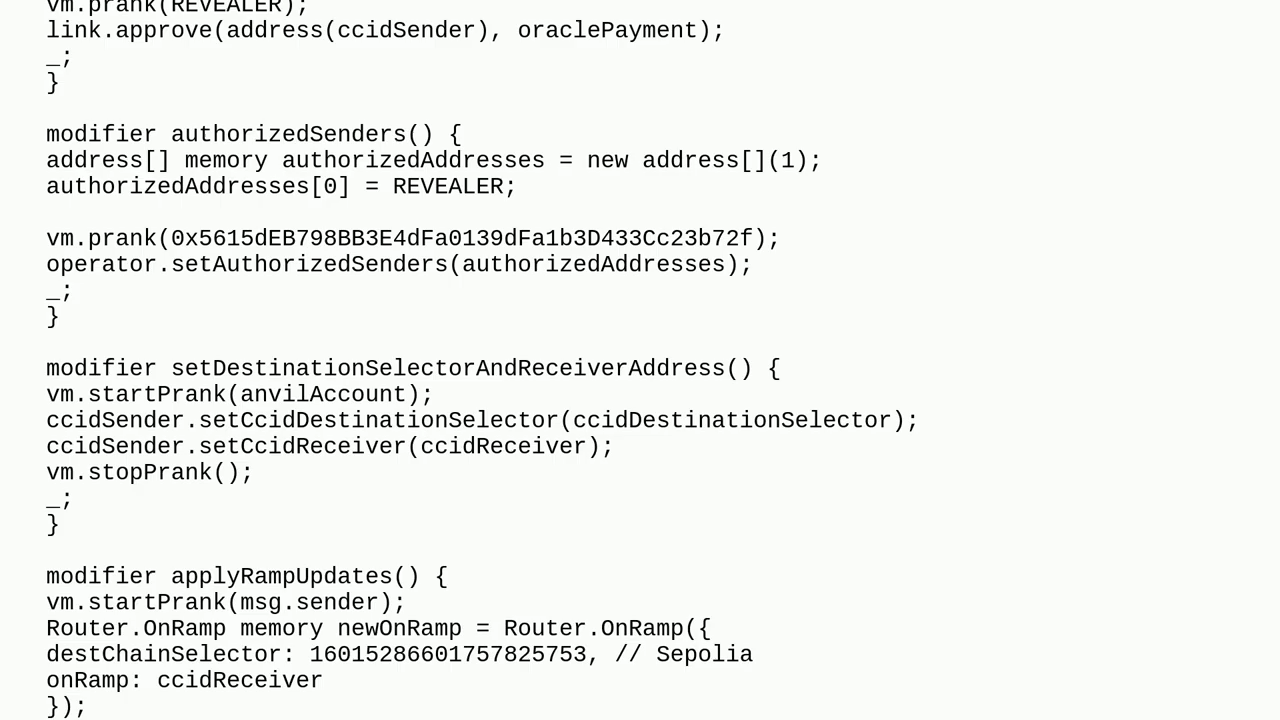 vm.prank(REVEALER);
link.approve(address(ccidSender), oraclePayment);
_;
}
modifier authorizedSenders() {
address[] memory authorizedAddresses = new address[](1);
authorizedAddresses[0] = REVEALER;
vm.prank(0x5615dEB798BB3E4dFa0139dFa1b3D433Cc23b72f);
operator.setAuthorizedSenders(authorizedAddresses);
_;
}
modifier setDestinationSelectorAndReceiverAddress() {
vm.startPrank(anvilAccount);
ccidSender.setCcidDestinationSelector(ccidDestinationSelector);
ccidSender.setCcidReceiver(ccidReceiver);
vm.stopPrank();
_;
}
modifier applyRampUpdates() {
vm.startPrank(msg.sender);
Router.OnRamp memory newOnRamp = Router.OnRamp({
destChainSelector: 16015286601757825753, // Sepolia
onRamp: ccidReceiver
});